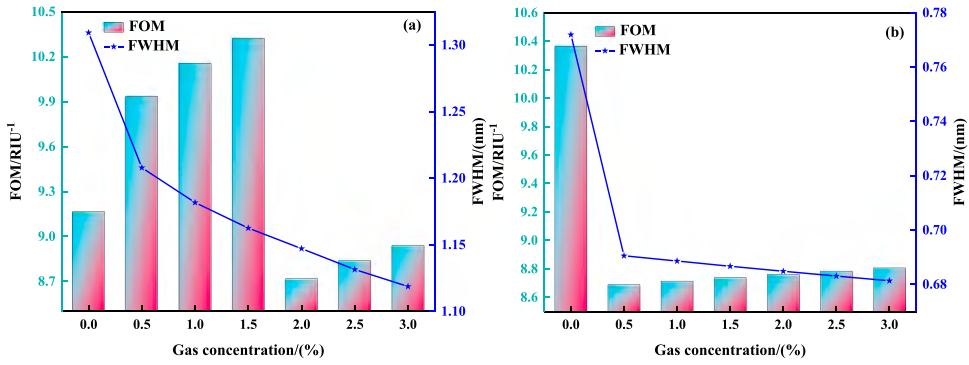 10.5
10.2
9.9
9.6
9.3
9.0
8.7
FOM/RIU-1
FOM
FWHM
(a)
1.30
1.25
1.20
1.15
1.10
FWHM/(nm)
0.0 0.5 1.0 1.5 2.0 2.5 3.0
Gas concentration/(%)
10.6
10.4
10.2
10.0
9.8
9.6
9.4
9.2
9.0
8.8
8.6
FOM/RIU-1
FOM
FWHM
(b)
0.78
0.76
0.74
0.72
0.70
0.68
FWHM/(nm)
0.0 0.5 1.0 1.5 2.0 2.5 3.0
Gas concentration/(%)